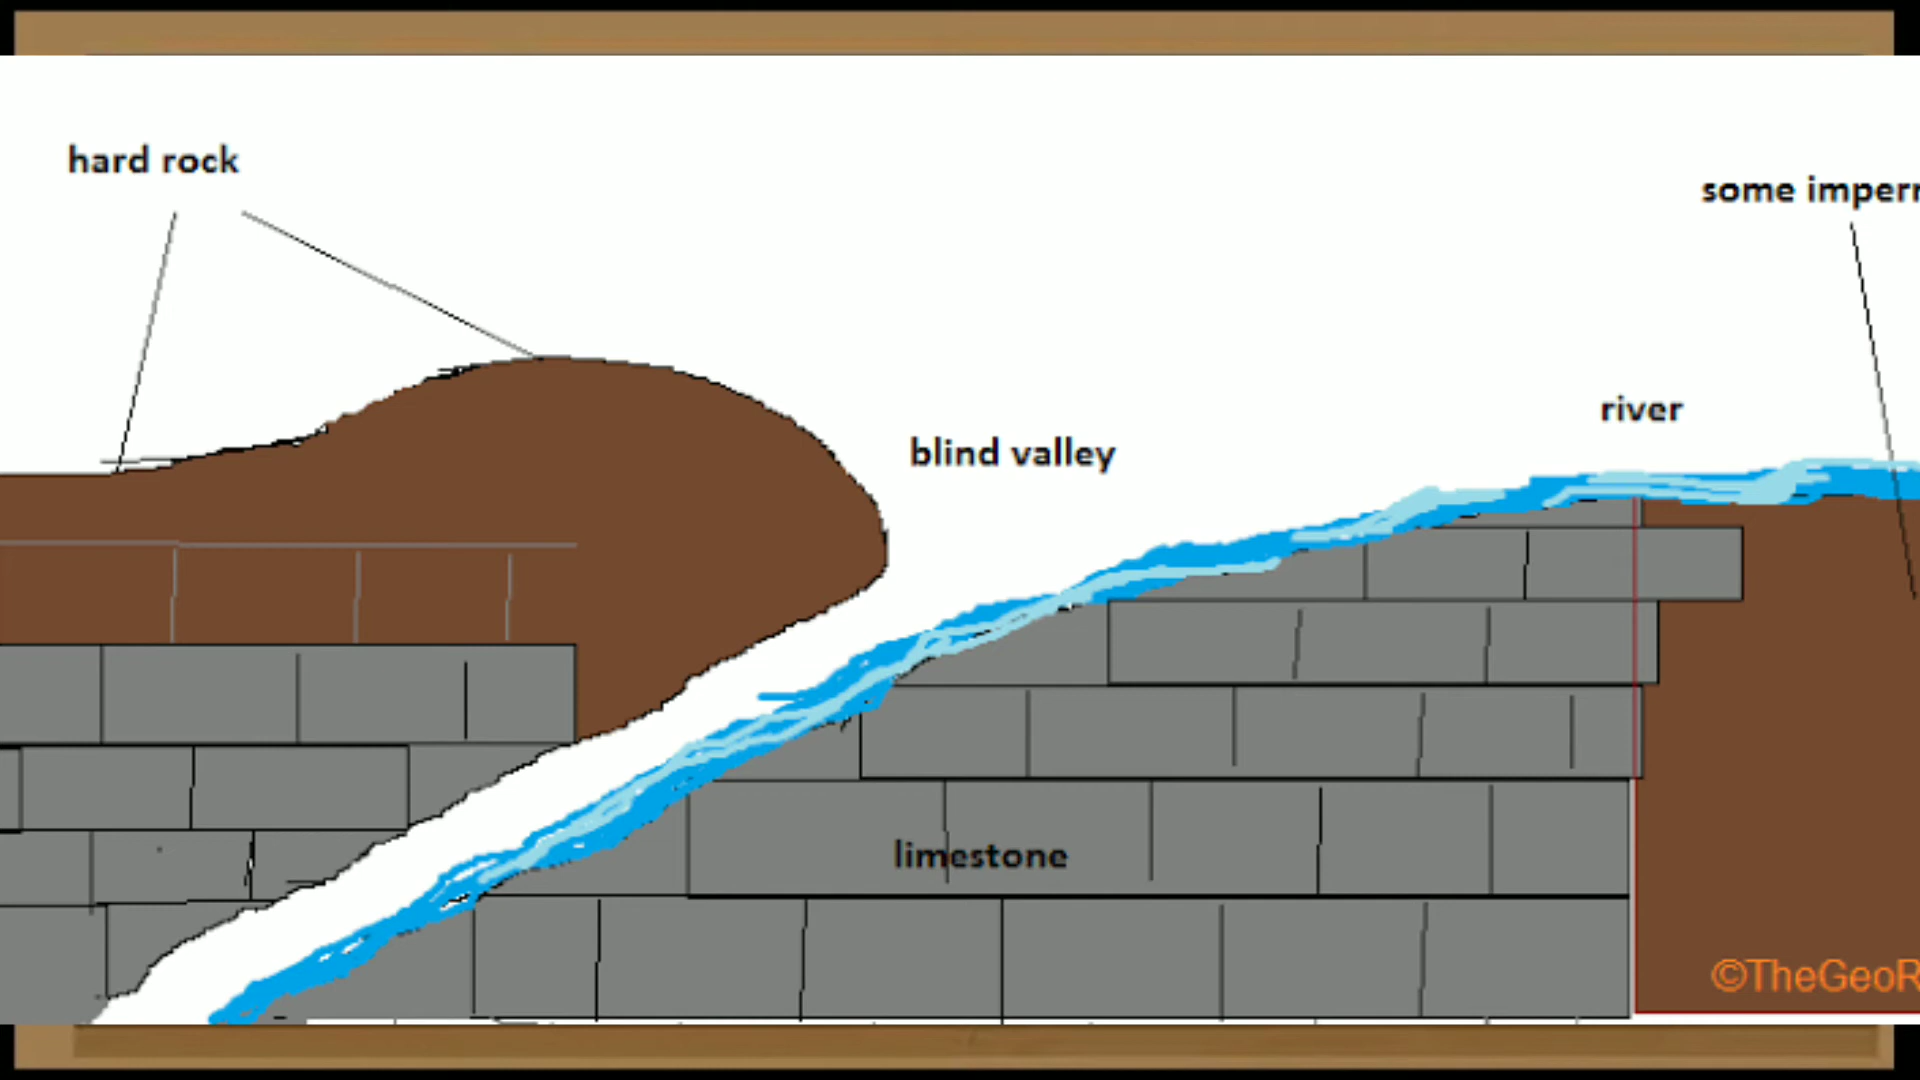 hard rock
some imperr
river
blind valley
limestone
©TheGeoR